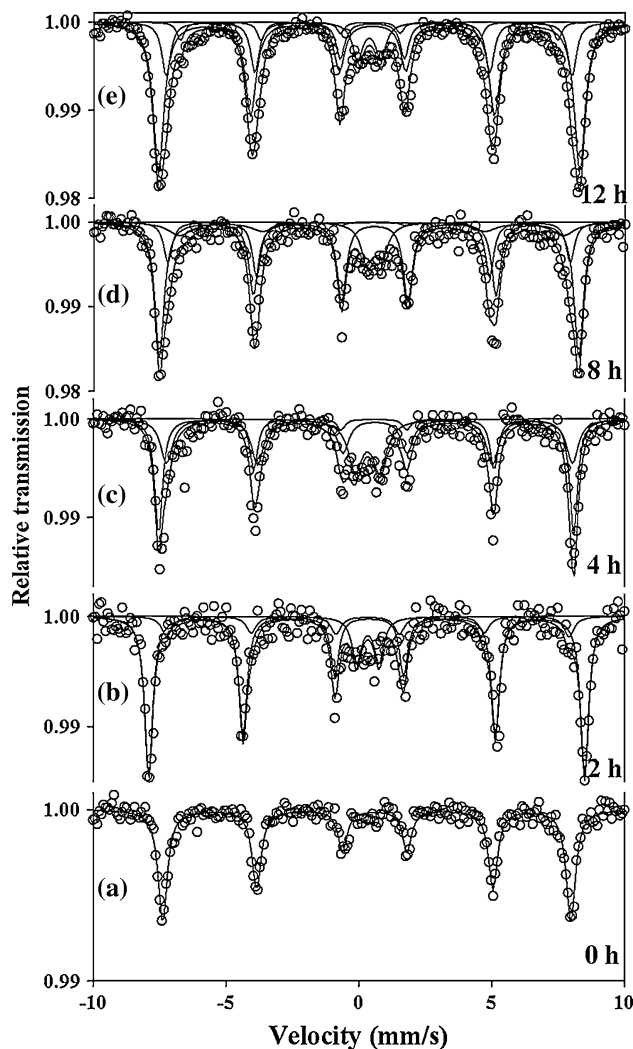 1.00
0.99
(e)
0.98
12 h
1.00
0.99
(d)
0.98
8 h
1.00
(c)
0.99
4 h
1.00
(b)
0.99
2 h
1.00
(a)
0.99
0 h
-10 -5 0 5 10
Velocity (mm/s)
Relative transmission